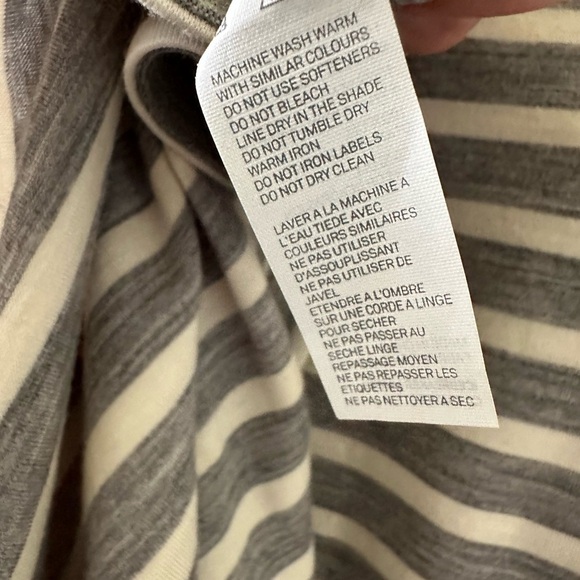 MACHINE WASH WARM
WITH SIMILAR COLOURS
DO NOT USE SOFTENERS
DO NOT BLEACH
LINE DRY IN THE SHADE
DO NOT TUMBLE DRY
WARM IRON
DO NOT IRON LABELS
DO NOT DRY CLEAN
LAVER A LA MACHINE A
L'EAU TIEDE AVEC
COULEURS SIMILAIRES
NE PAS UTILISER
D'ASSOUPLISSANT
NE PAS UTILISER DE
JAVEL
ETENDRE A L'OMBRE
SUR UNE CORDE A LINGE
POUR SECHER
NE PAS PASSER AU
SECHE LINGE
REPASSAGE MOYEN
NE PAS REPASSER LES
ETIQUETTES
NE PAS NETTOYER A SEC